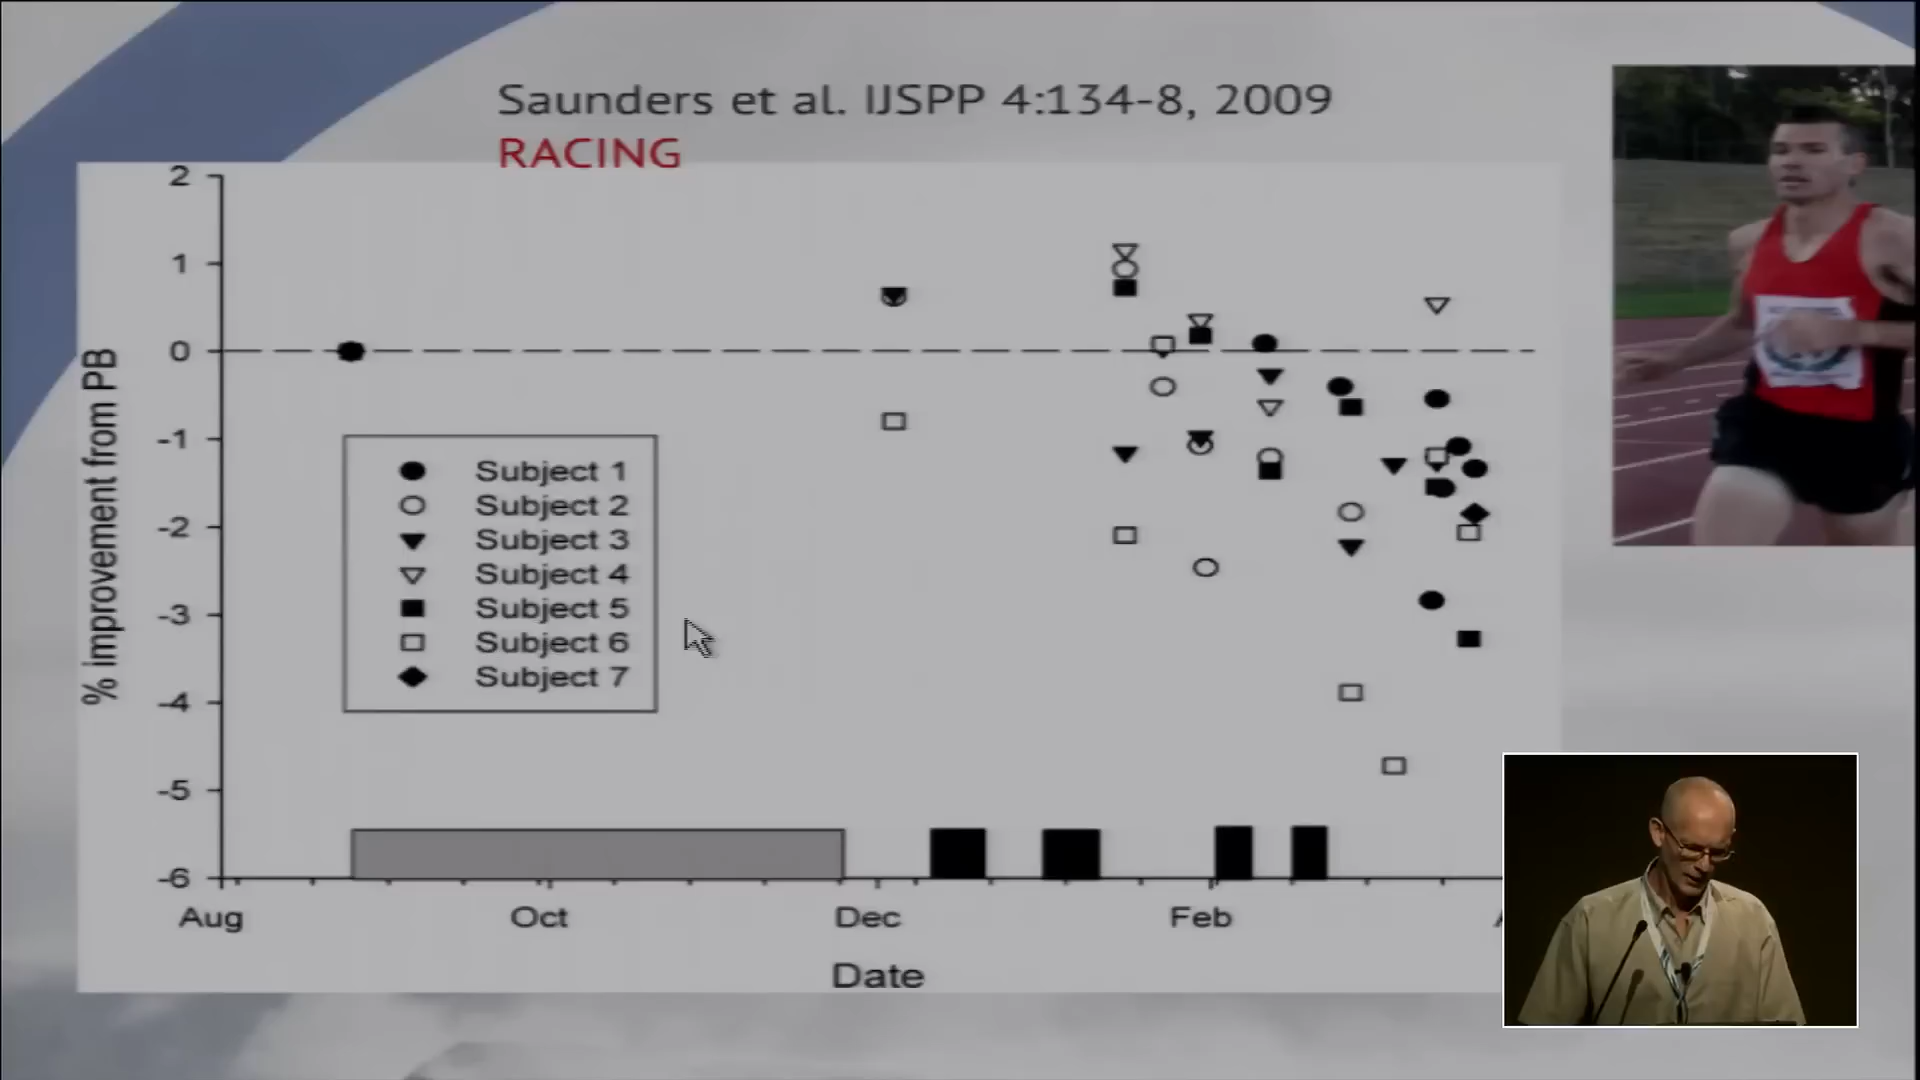 Saunders et al. IJSPP 4:134-8, 2009
RACING
2
1
0
-1
-2
-3
-4
-5
-6
% improvement from PB
Subject 1
Subject 2
Subject 3
Subject 4
Subject 5
Subject 6
Subject 7
Aug
Oct
Dec
Feb
Date